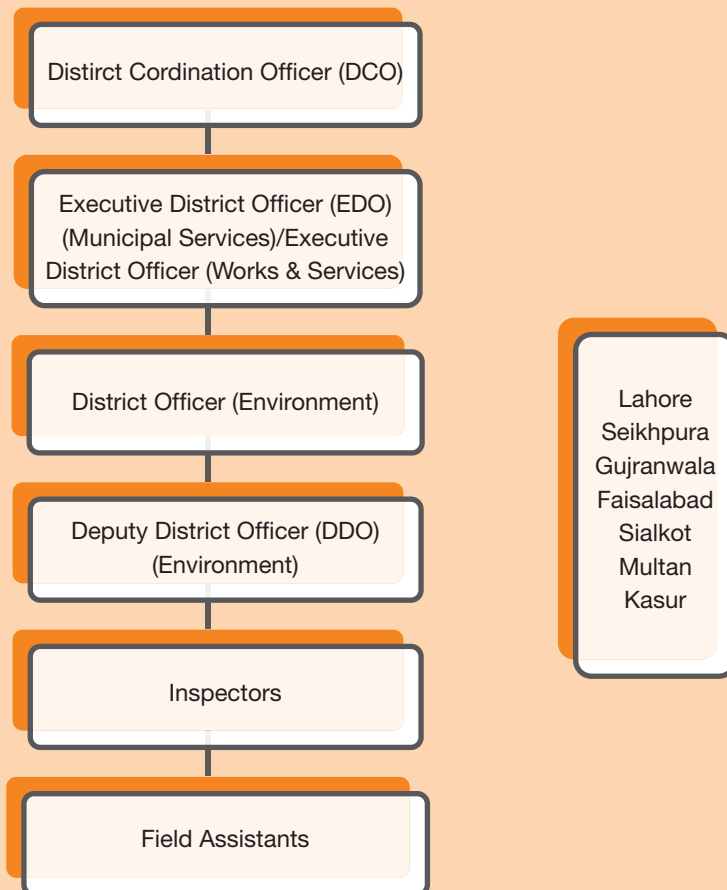 Distirct Cordination Officer (DCO)
Executive District Officer (EDO)
(Municipal Services)/Executive
District Officer (Works & Services)
District Officer (Environment)
Deputy District Officer (DDO)
(Environment)
Inspectors
Field Assistants
Lahore
Seikhpura
Gujranwala
Faisalabad
Sialkot
Multan
Kasur